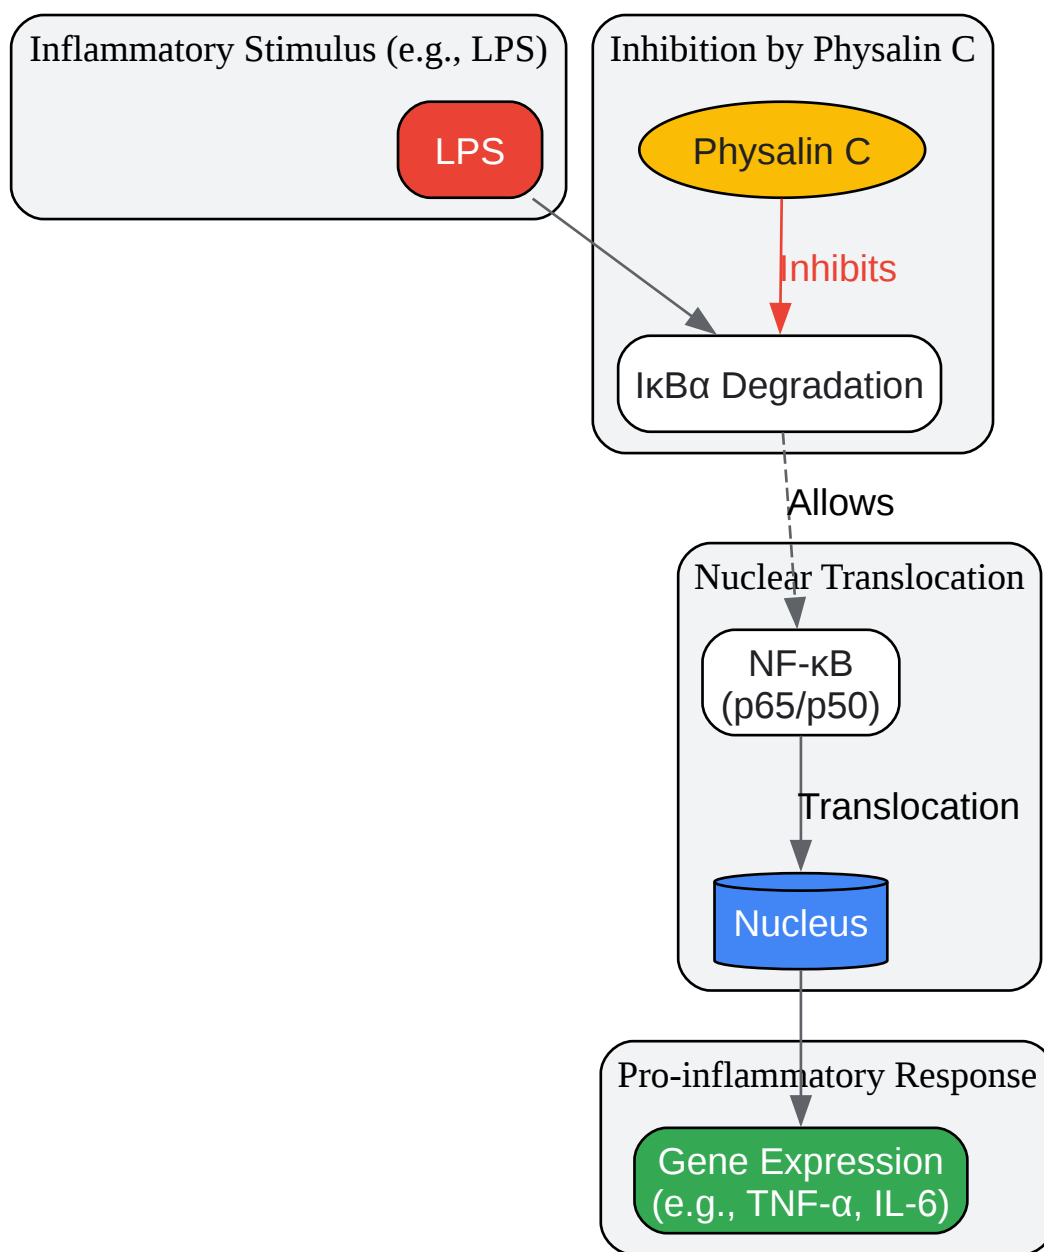 Inflammatory Stimulus (e.g., LPS)
LPS
Inhibition by Physalin C
Physalin C
Inhibits
IκBα Degradation
Allows
Nuclear Translocation
NF-κB
(p65/p50)
Translocation
Nucleus
Pro-inflammatory Response
Gene Expression
(e.g., TNF-α, IL-6)